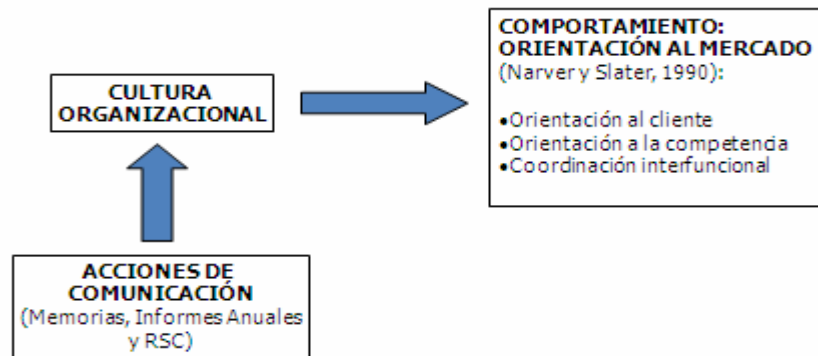 COMPORTAMIENTO:
ORIENTACIÓN AL MERCADO
(Narver y Slater, 1990):
•Orientación al cliente
•Orientación a la competencia
•Coordinación interfuncional
CULTURA
ORGANIZACIONAL
ACCIONES DE
COMUNICACIÓN
(Memorias, Informes Anuales
y RSC)